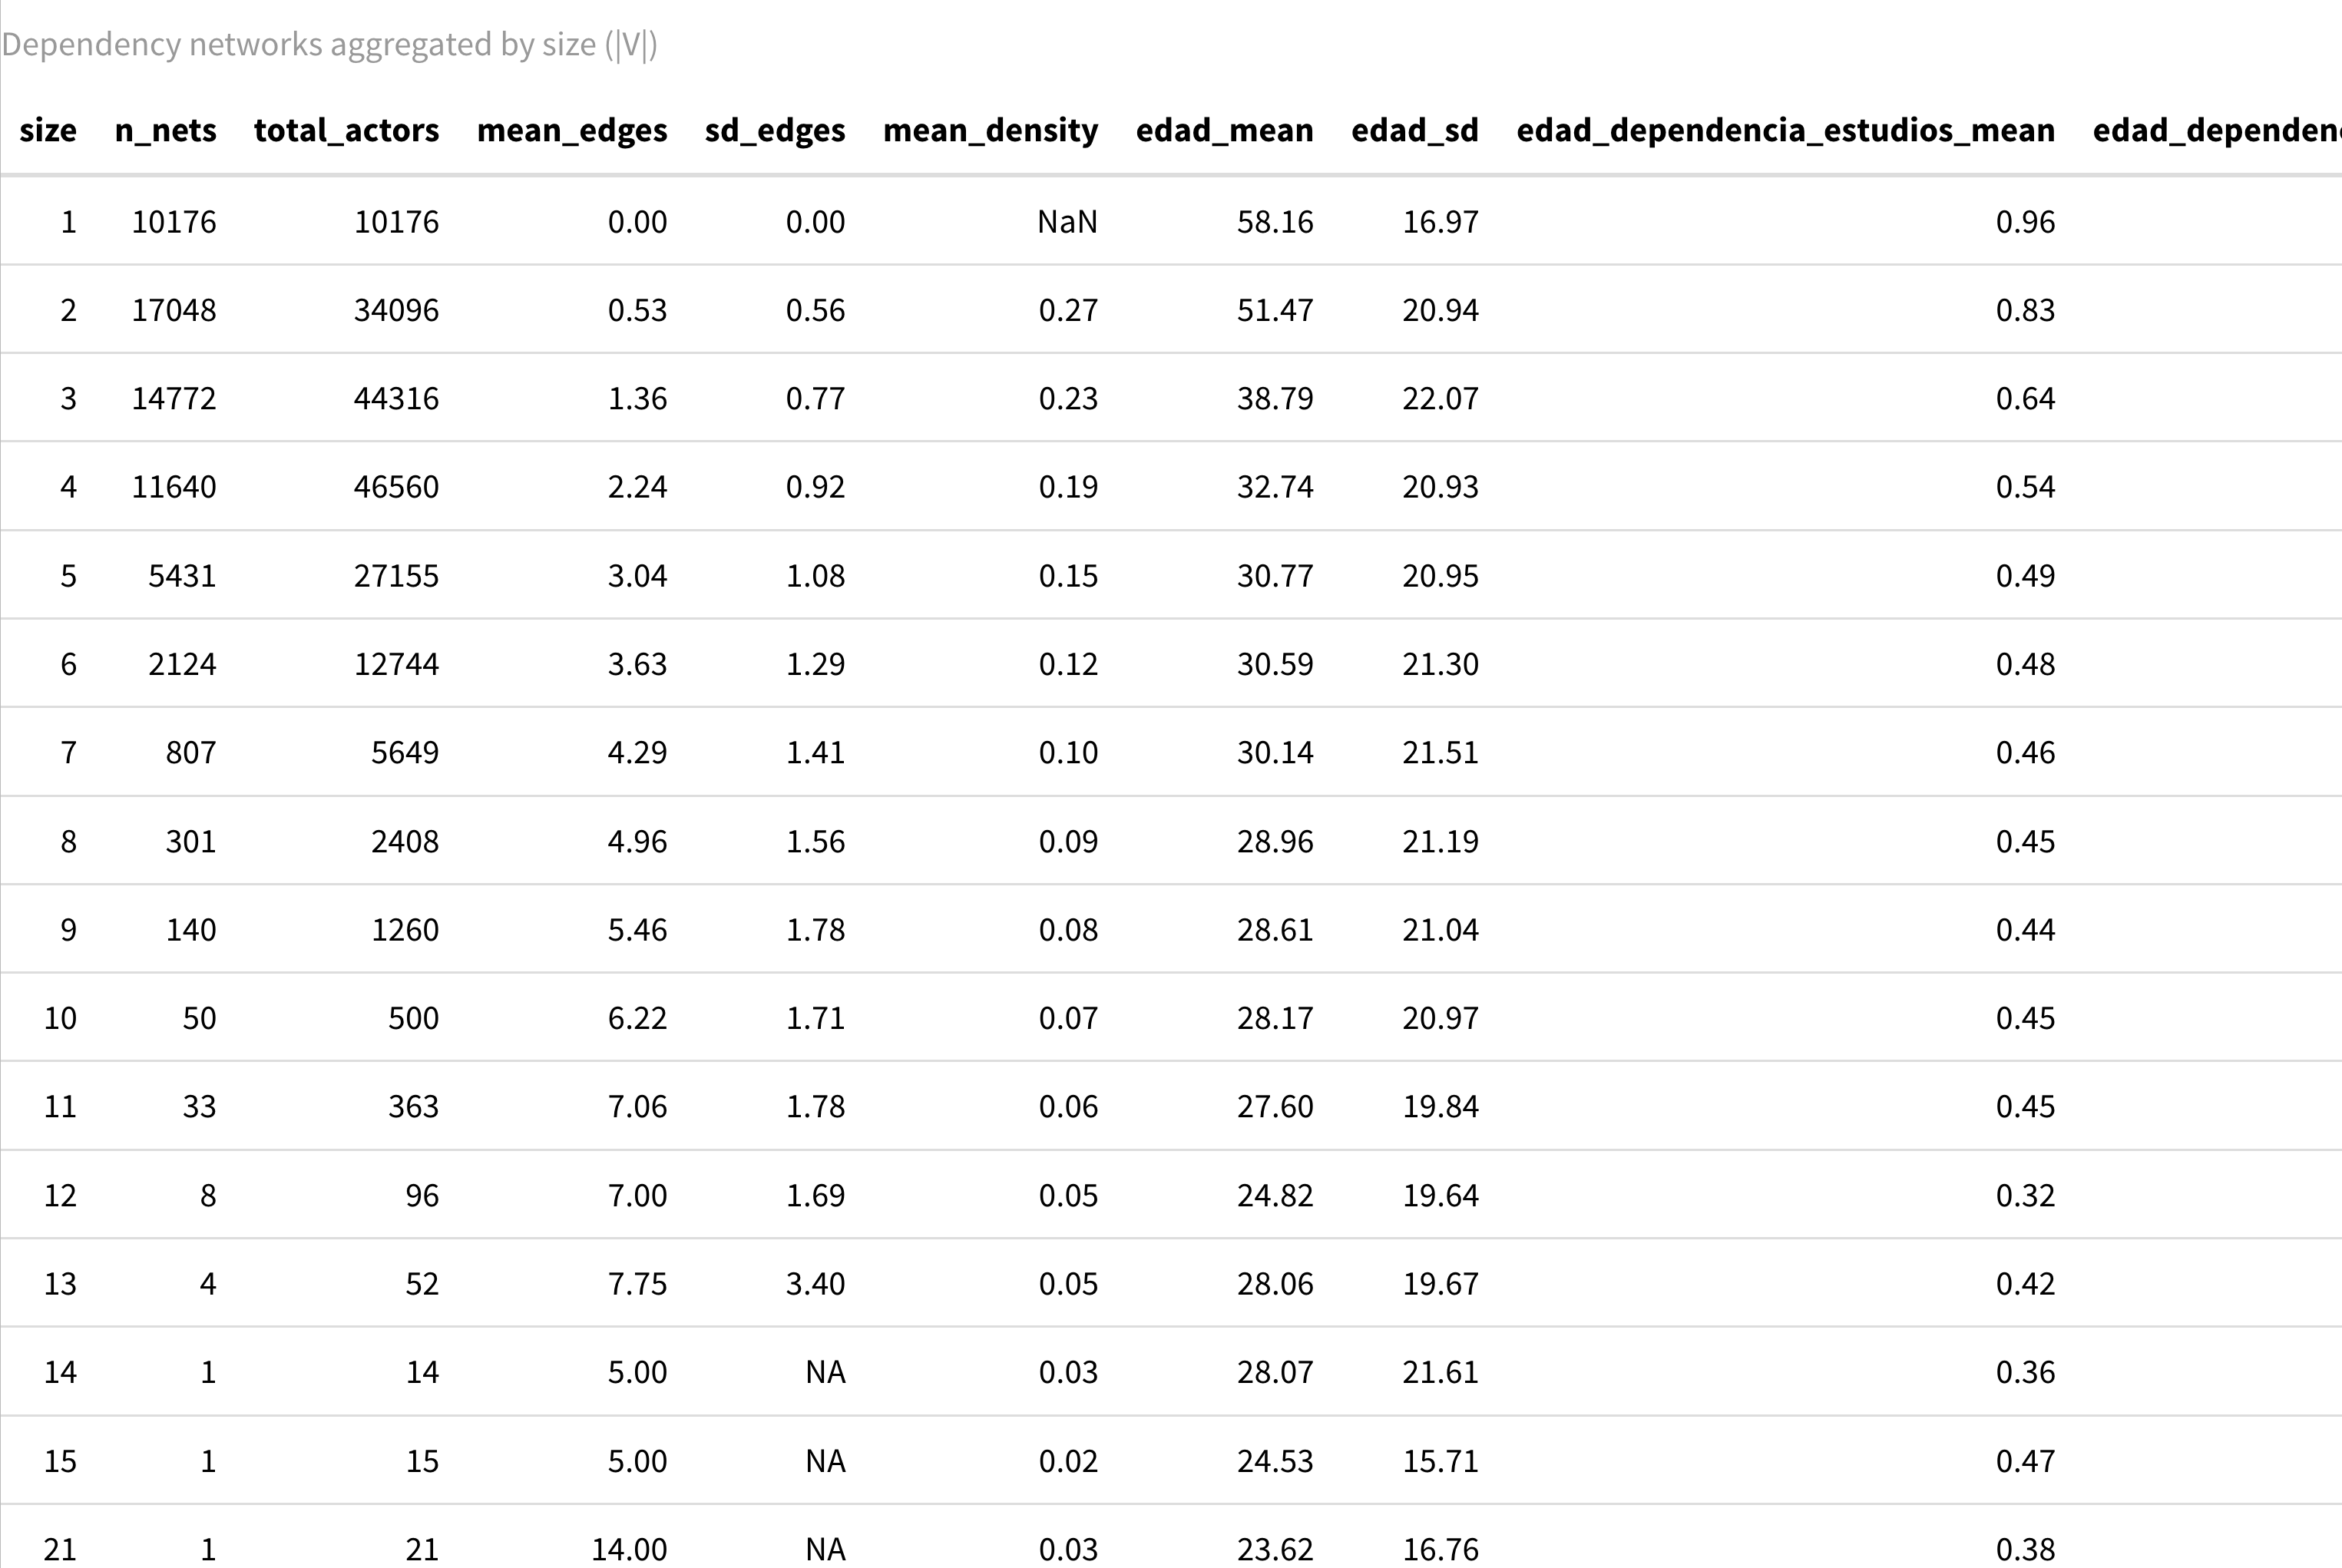 Dependency networks aggregated by size (|V|)
size n_nets total_actors mean_edges sd_edges mean_density edad_mean edad_sd edad_dependencia_estudios_mean
1 10176 10176 0.00 0.00 NaN 58.16 16.97 0.96
2 17048 34096 0.53 0.56 0.27 51.47 20.94 0.83
3 14772 44316 1.36 0.77 0.23 38.79 22.07 0.64
4 11640 46560 2.24 0.92 0.19 32.74 20.93 0.54
5 5431 27155 3.04 1.08 0.15 30.77 20.95 0.49
6 2124 12744 3.63 1.29 0.12 30.59 21.30 0.48
7 807 5649 4.29 1.41 0.10 30.14 21.51 0.46
8 301 2408 4.96 1.56 0.09 28.96 21.19 0.45
9 140 1260 5.46 1.78 0.08 28.61 21.04 0.44
10 50 500 6.22 1.71 0.07 28.17 20.97 0.45
11 33 363 7.06 1.78 0.06 27.60 19.84 0.45
12 8 96 7.00 1.69 0.05 24.82 19.64 0.32
13 4 52 7.75 3.40 0.05 28.06 19.67 0.42
14 1 14 5.00 NA 0.03 28.07 21.61 0.36
15 1 15 5.00 NA 0.02 24.53 15.71 0.47
21 1 21 14.00 NA 0.03 23.62 16.76 0.38